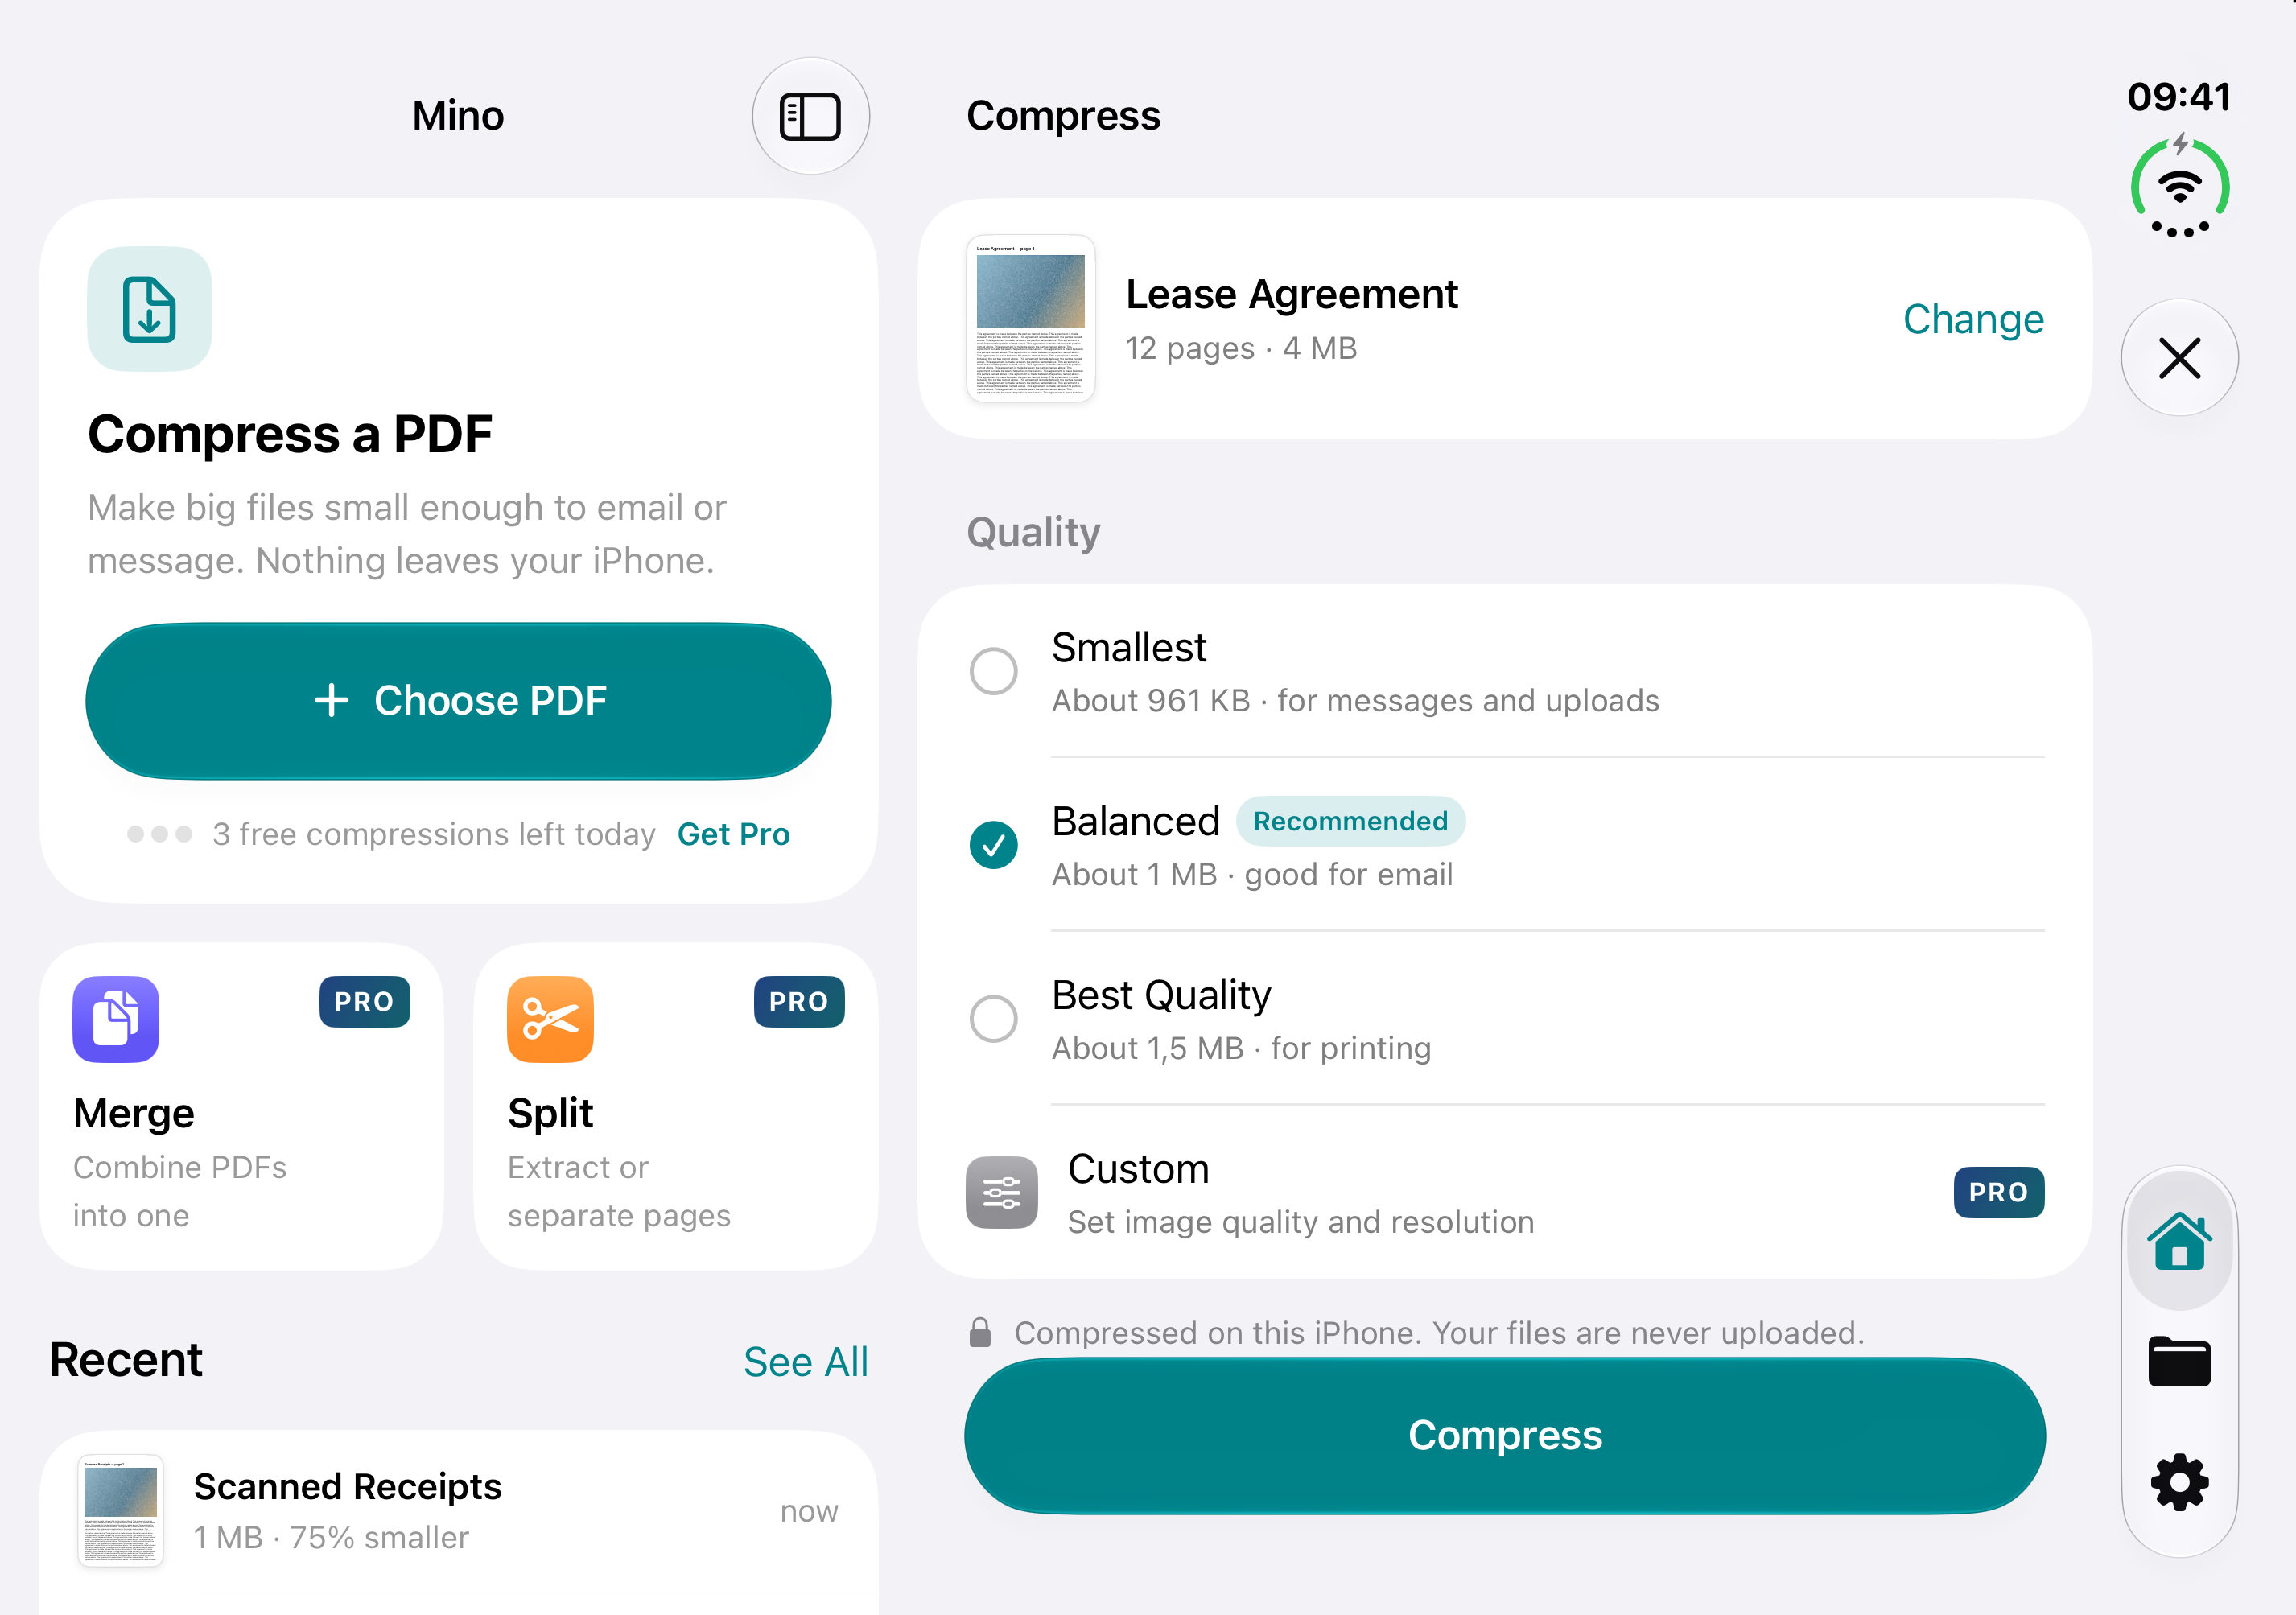 Mino
Compress a PDF
Make big files small enough to email or
message. Nothing leaves your iPhone.
Choose PDF
3 free compressions left today Get Pro
PRO
Merge
Combine PDFs
into one
PRO
Split
Extract or
separate pages
Recent
See All
Scanned Receipts
1 MB · 75% smaller
now
Compress
Lease Agreement — page 1
Lease Agreement
12 pages · 4 MB
Change
Quality
Smallest
About 961 KB · for messages and uploads
Balanced Recommended
About 1 MB · good for email
Best Quality
About 1,5 MB · for printing
Custom
Set image quality and resolution
PRO
Compressed on this iPhone. Your files are never uploaded.
Compress
09:41